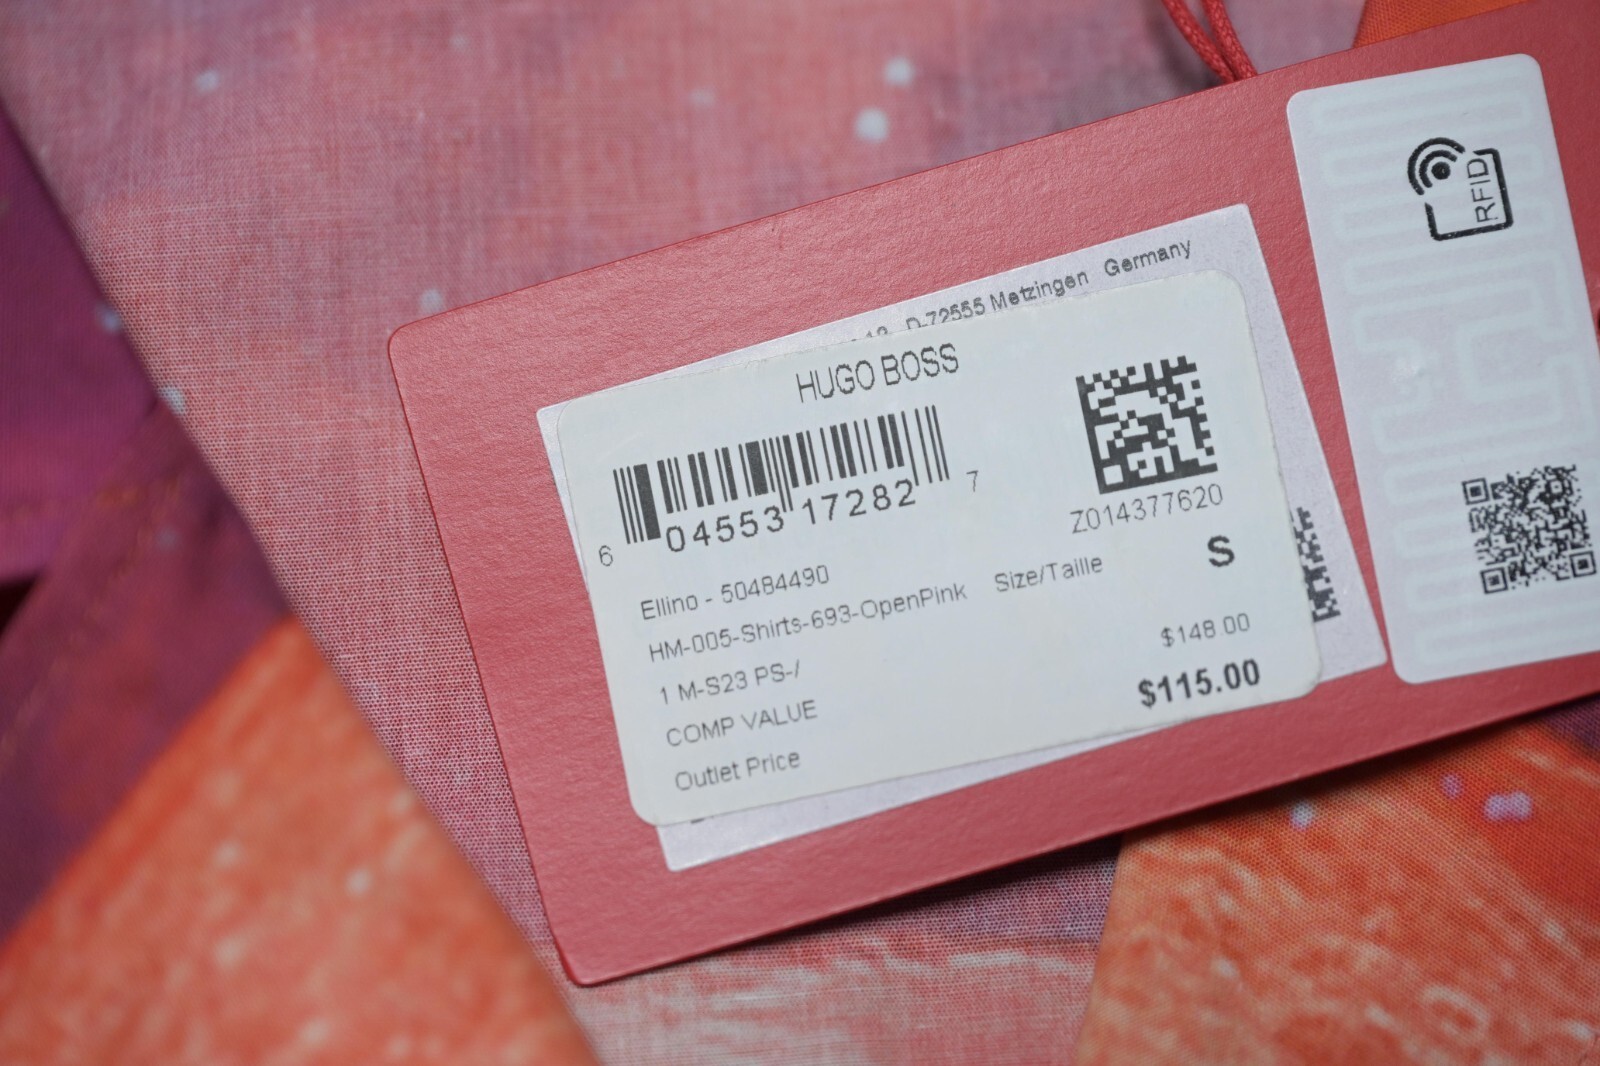 RFID
D-72555 Metzingen Germany
HUGO BOSS
6 04553 17282 7
Z014377620
Ellino - 50484490
HM-005-Shirts-693-OpenPink Size/Taille S
1 M-S23 PS-/
COMP VALUE $148.00
Outlet Price $115.00